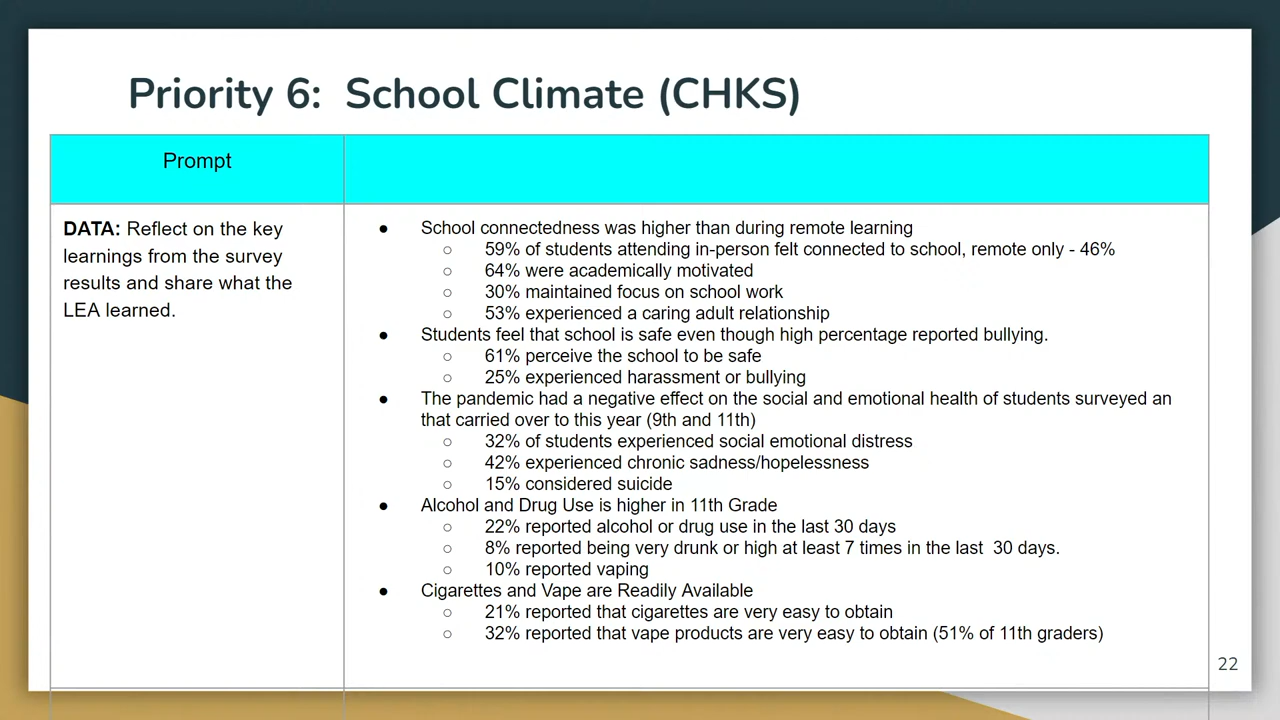 Priority 6:  School Climate (CHKS)
Prompt
DATA: Reflect on the key
learnings from the survey
results and share what the
LEA learned.
● School connectedness was higher than during remote learning
○ 59% of students attending in-person felt connected to school, remote only - 46%
○ 64% were academically motivated
○ 30% maintained focus on school work
○ 53% experienced a caring adult relationship
● Students feel that school is safe even though high percentage reported bullying.
○ 61% perceive the school to be safe
○ 25% experienced harassment or bullying
● The pandemic had a negative effect on the social and emotional health of students surveyed an
that carried over to this year (9th and 11th)
○ 32% of students experienced social emotional distress
○ 42% experienced chronic sadness/hopelessness
○ 15% considered suicide
● Alcohol and Drug Use is higher in 11th Grade
○ 22% reported alcohol or drug use in the last 30 days
○ 8% reported being very drunk or high at least 7 times in the last  30 days.
○ 10% reported vaping
● Cigarettes and Vape are Readily Available
○ 21% reported that cigarettes are very easy to obtain
○ 32% reported that vape products are very easy to obtain (51% of 11th graders)
22